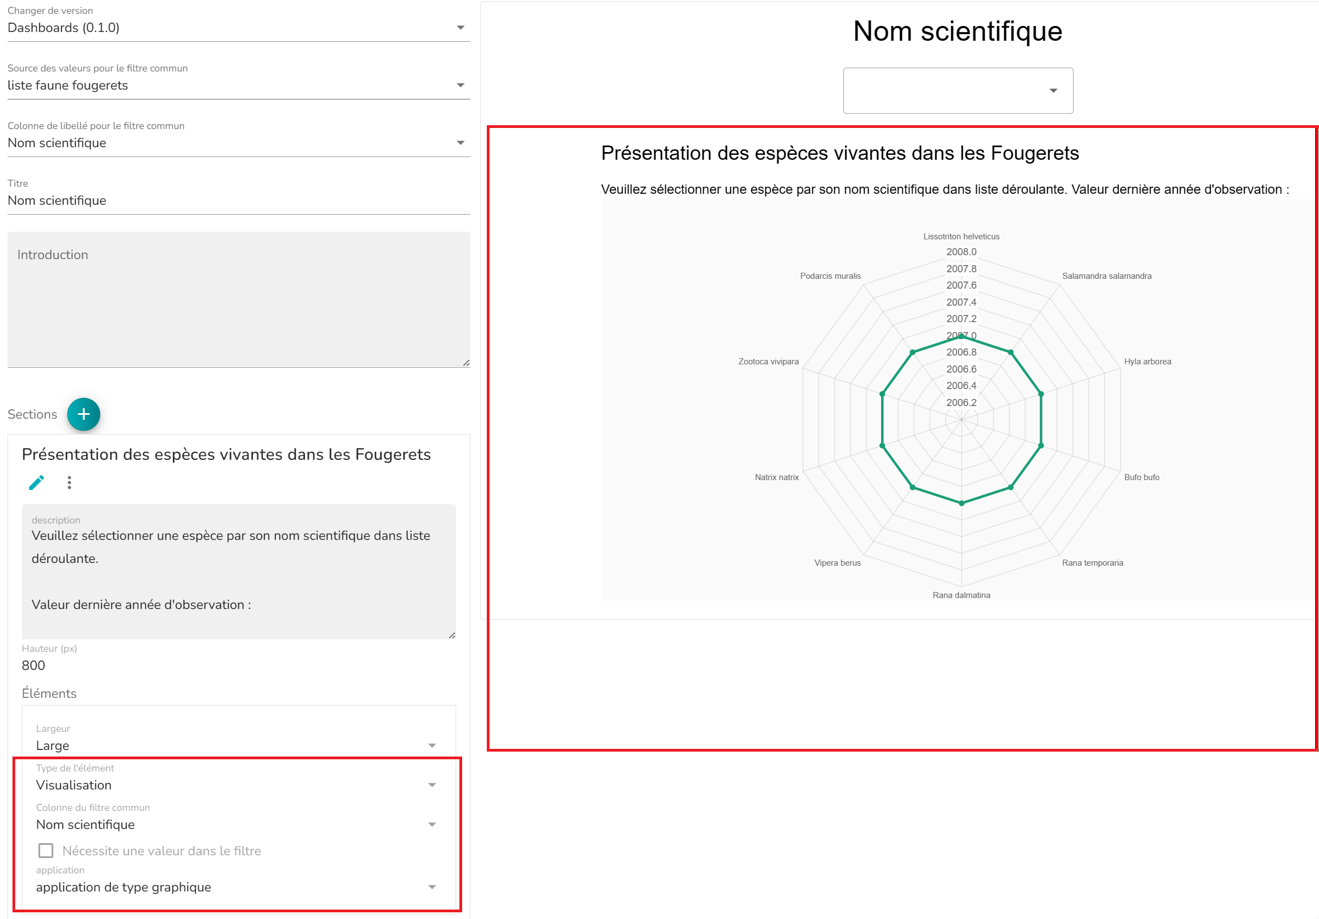 Changer de version
Dashboards (0.1.0)
Source des valeurs pour le filtre commun
liste faune fougerets
Colonne de libellé pour le filtre commun
Nom scientifique
Titre
Nom scientifique
Introduction
Sections
Présentation des espèces vivantes dans les Fougerets
description
Veuillez sélectionner une espèce par son nom scientifique dans liste
déroulante.
Valeur dernière année d'observation :
Hauteur (px)
800
Éléments
Largeur
Large
Type de l'élément
Visualisation
Colonne du filtre commun
Nom scientifique
Nécessite une valeur dans le filtre
application
application de type graphique
Nom scientifique
Présentation des espèces vivantes dans les Fougerets
Veuillez sélectionner une espèce par son nom scientifique dans liste déroulante. Valeur dernière année d'observation :
Lissotriton helveticus
2008.0
2007.8
Podarcis muralis
Salamandra salamandra
2007.6
2007.4
2007.2
2007.0
2006.8
Zootoca vivipara
Hyla arborea
2006.6
2006.4
2006.2
Natrix natrix
Bufo bufo
Vipera berus
Rana temporaria
Rana dalmatina